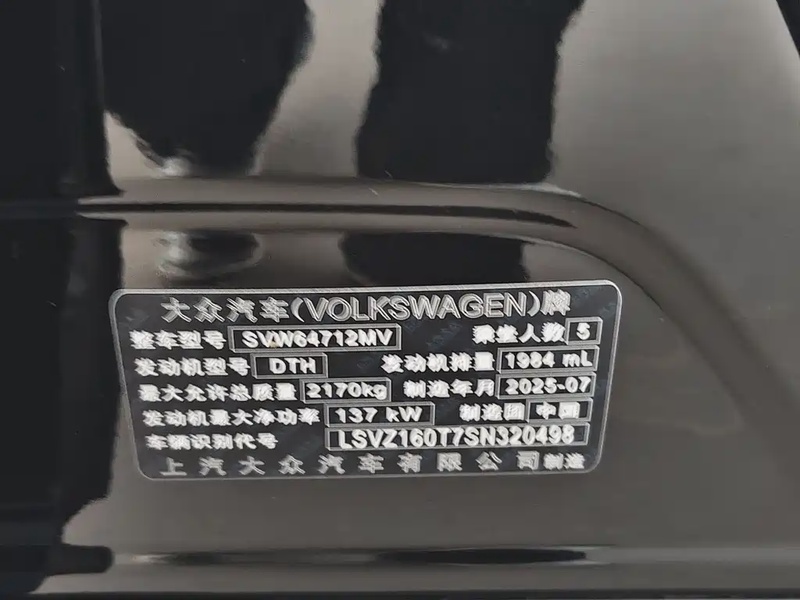 大众汽车(VOLKSWAGEN)牌
整车型号 SVW64712MV 乘坐人数 5
发动机型号 DTH 发动机排量 1984 mL
最大允许总质量 2170kg 制造年月 2025-07
发动机最大净功率 137 kW 制造国 中国
车辆识别代号 LSVZ160T7SN320498
上汽大众汽车有限公司制造